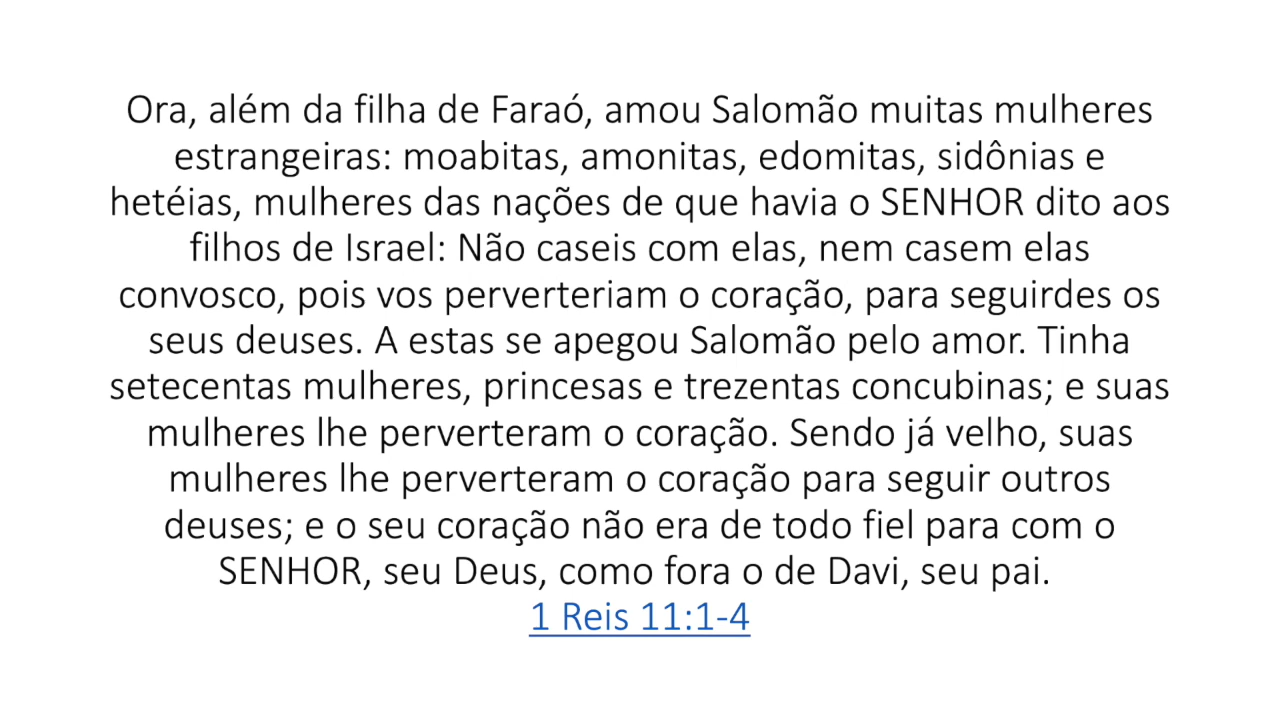 Ora, além da filha de Faraó, amou Salomão muitas mulheres
estrangeiras: moabitas, amonitas, edomitas, sidônias e
hetéias, mulheres das nações de que havia o SENHOR dito aos
filhos de Israel: Não caseis com elas, nem casem elas
convosco, pois vos perverteriam o coração, para seguirdes os
seus deuses. A estas se apegou Salomão pelo amor. Tinha
setecentas mulheres, princesas e trezentas concubinas; e suas
mulheres lhe perverteram o coração. Sendo já velho, suas
mulheres lhe perverteram o coração para seguir outros
deuses; e o seu coração não era de todo fiel para com o
SENHOR, seu Deus, como fora o de Davi, seu pai.
1 Reis 11:1-4